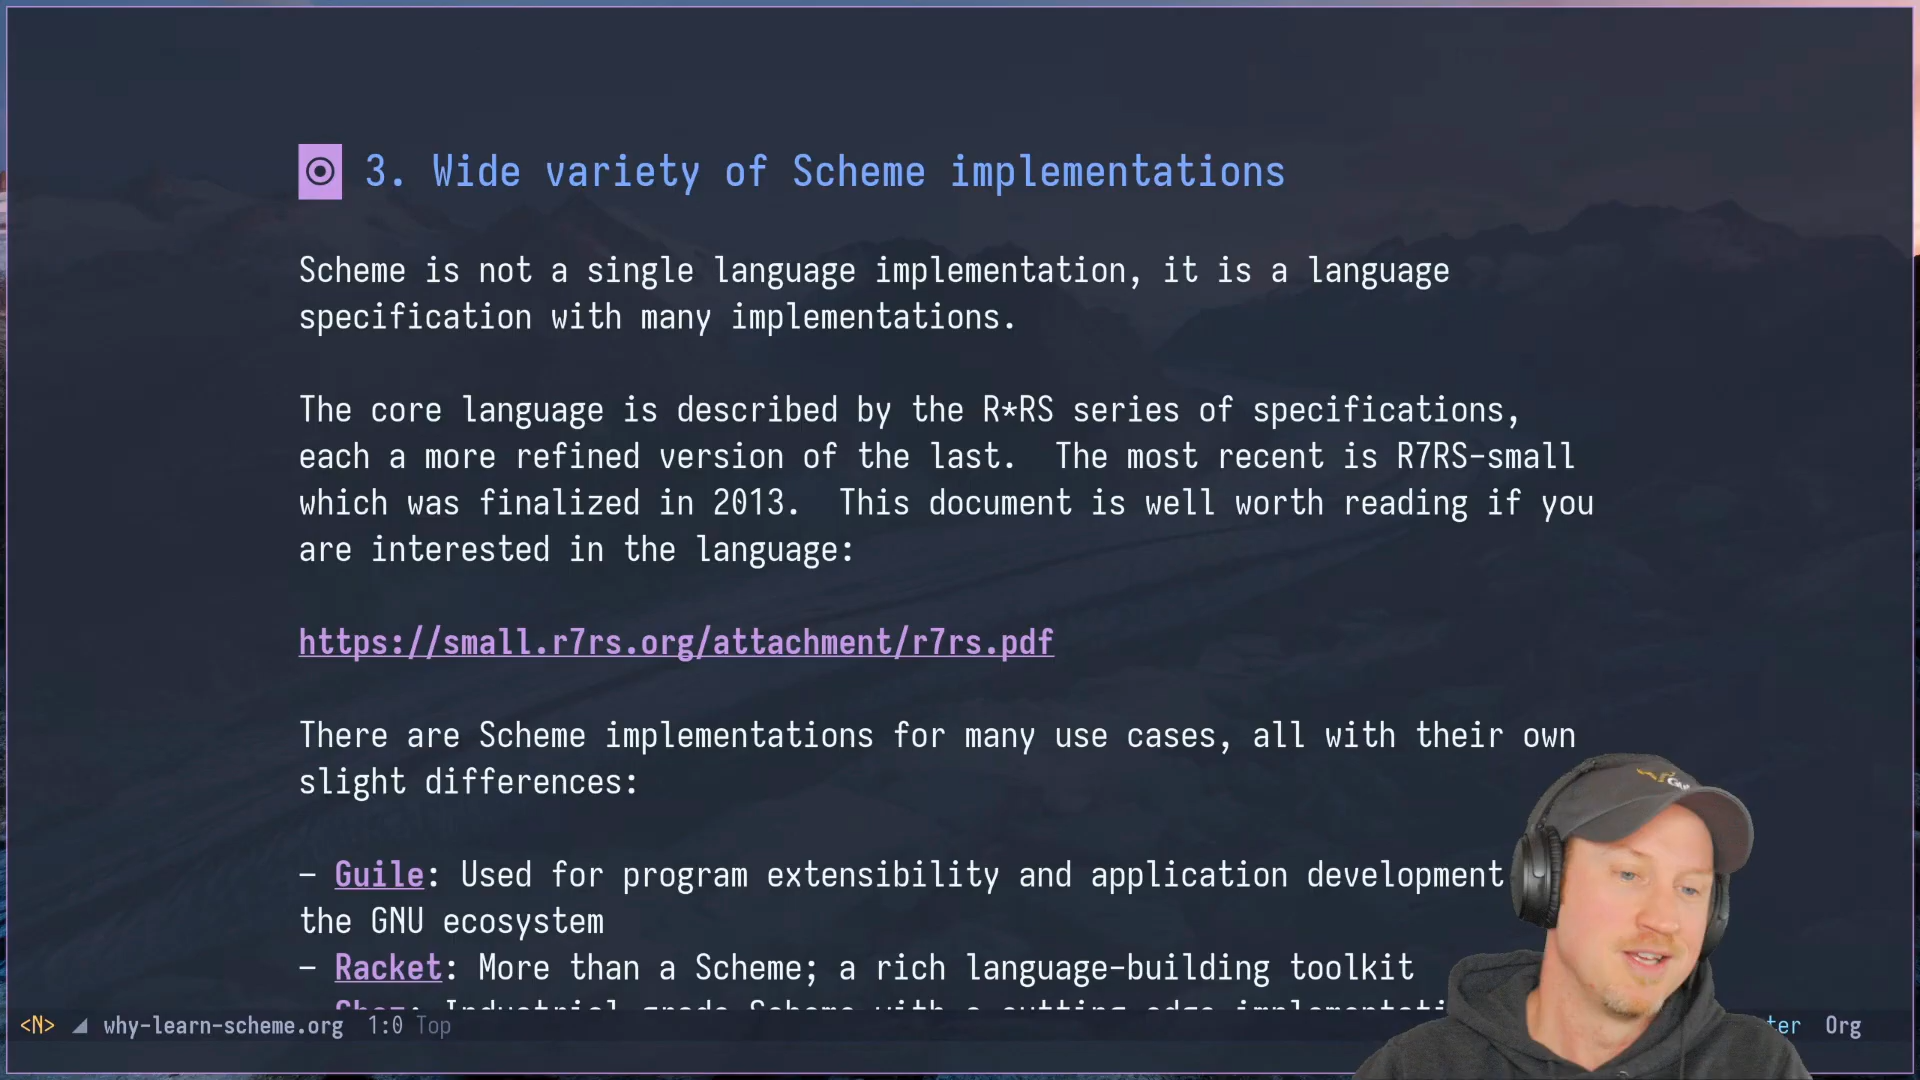 3. Wide variety of Scheme implementations
Scheme is not a single language implementation, it is a language
specification with many implementations.
The core language is described by the R*RS series of specifications,
each a more refined version of the last.  The most recent is R7RS-small
which was finalized in 2013.  This document is well worth reading if you
are interested in the language:
https://small.r7rs.org/attachment/r7rs.pdf
There are Scheme implementations for many use cases, all with their own
slight differences:
– Guile: Used for program extensibility and application development
the GNU ecosystem
– Racket: More than a Scheme; a rich language-building toolkit
<N> why-learn-scheme.org 1:0 Top Org